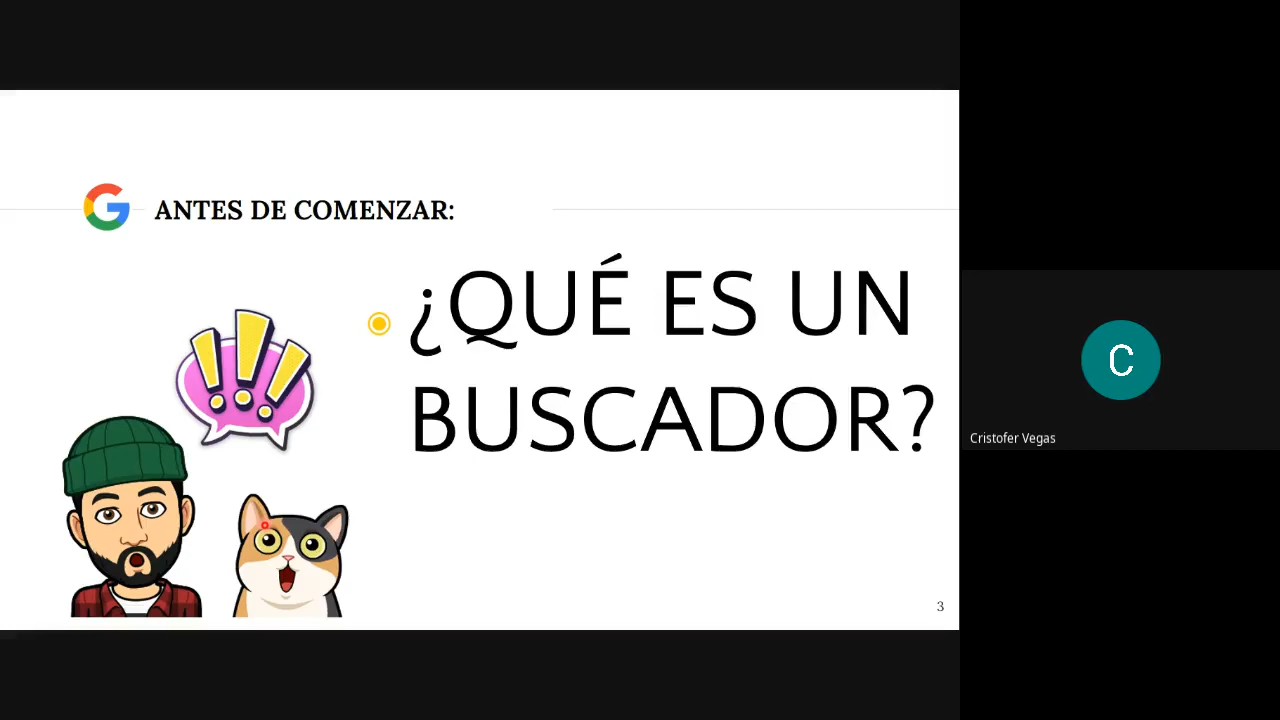 ANTES DE COMENZAR:
¿QUÉ ES UN
BUSCADOR?
3
C
Cristofer Vegas